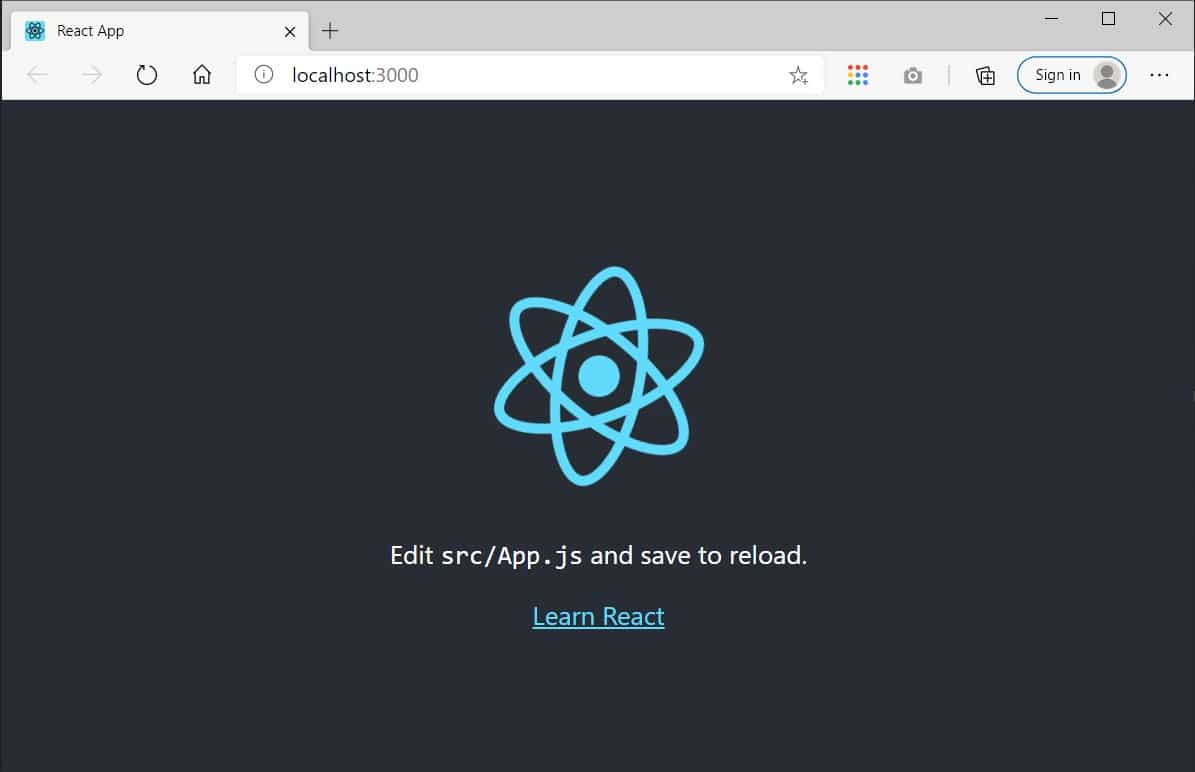 React App
localhost:3000
Sign in
Edit src/App.js and save to reload.
Learn React